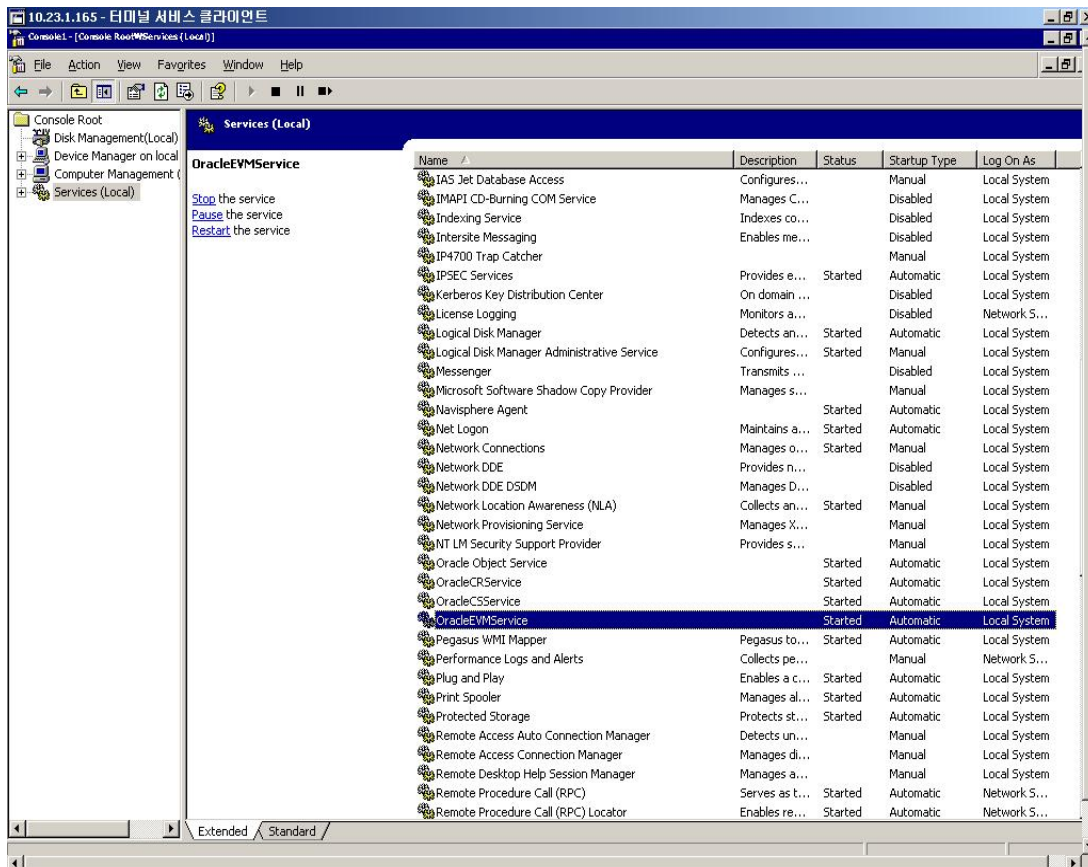 10.23.1.165 - 터미널 서비스 클라이언트
Console1 - [Console Root₩Services (Local)]
File Action View Favorites Window Help
Console Root
Disk Management(Local)
Device Manager on local
Computer Management (
Services (Local)
Services (Local)
OracleEVMService
Stop the service
Pause the service
Restart the service
Name Description Status Startup Type Log On As
IAS Jet Database Access Configures... Manual Local System
IMAPI CD-Burning COM Service Manages C... Disabled Local System
Indexing Service Indexes co... Disabled Local System
Intersite Messaging Enables me... Disabled Local System
IP4700 Trap Catcher Manual Local System
IPSEC Services Provides e... Started Automatic Local System
Kerberos Key Distribution Center On domain ... Disabled Local System
License Logging Monitors a... Disabled Network S...
Logical Disk Manager Detects an... Started Automatic Local System
Logical Disk Manager Administrative Service Configures... Started Manual Local System
Messenger Transmits ... Disabled Local System
Microsoft Software Shadow Copy Provider Manages s... Manual Local System
Navisphere Agent Started Automatic Local System
Net Logon Maintains a... Started Automatic Local System
Network Connections Manages o... Started Manual Local System
Network DDE Provides n... Disabled Local System
Network DDE DSDM Manages D... Disabled Local System
Network Location Awareness (NLA) Collects an... Started Manual Local System
Network Provisioning Service Manages X... Manual Local System
NT LM Security Support Provider Provides s... Manual Local System
Oracle Object Service Started Automatic Local System
OracleCRService Started Automatic Local System
OracleCSService Started Automatic Local System
OracleEVMService Started Automatic Local System
Pegasus WMI Mapper Pegasus to... Started Automatic Local System
Performance Logs and Alerts Collects pe... Manual Network S...
Plug and Play Enables a c... Started Automatic Local System
Print Spooler Manages al... Started Automatic Local System
Protected Storage Protects st... Started Automatic Local System
Remote Access Auto Connection Manager Detects un... Manual Local System
Remote Access Connection Manager Manages di... Manual Local System
Remote Desktop Help Session Manager Manages a... Manual Local System
Remote Procedure Call (RPC) Serves as t... Started Automatic Network S...
Remote Procedure Call (RPC) Locator Enables re... Started Automatic Network S...
Extended Standard